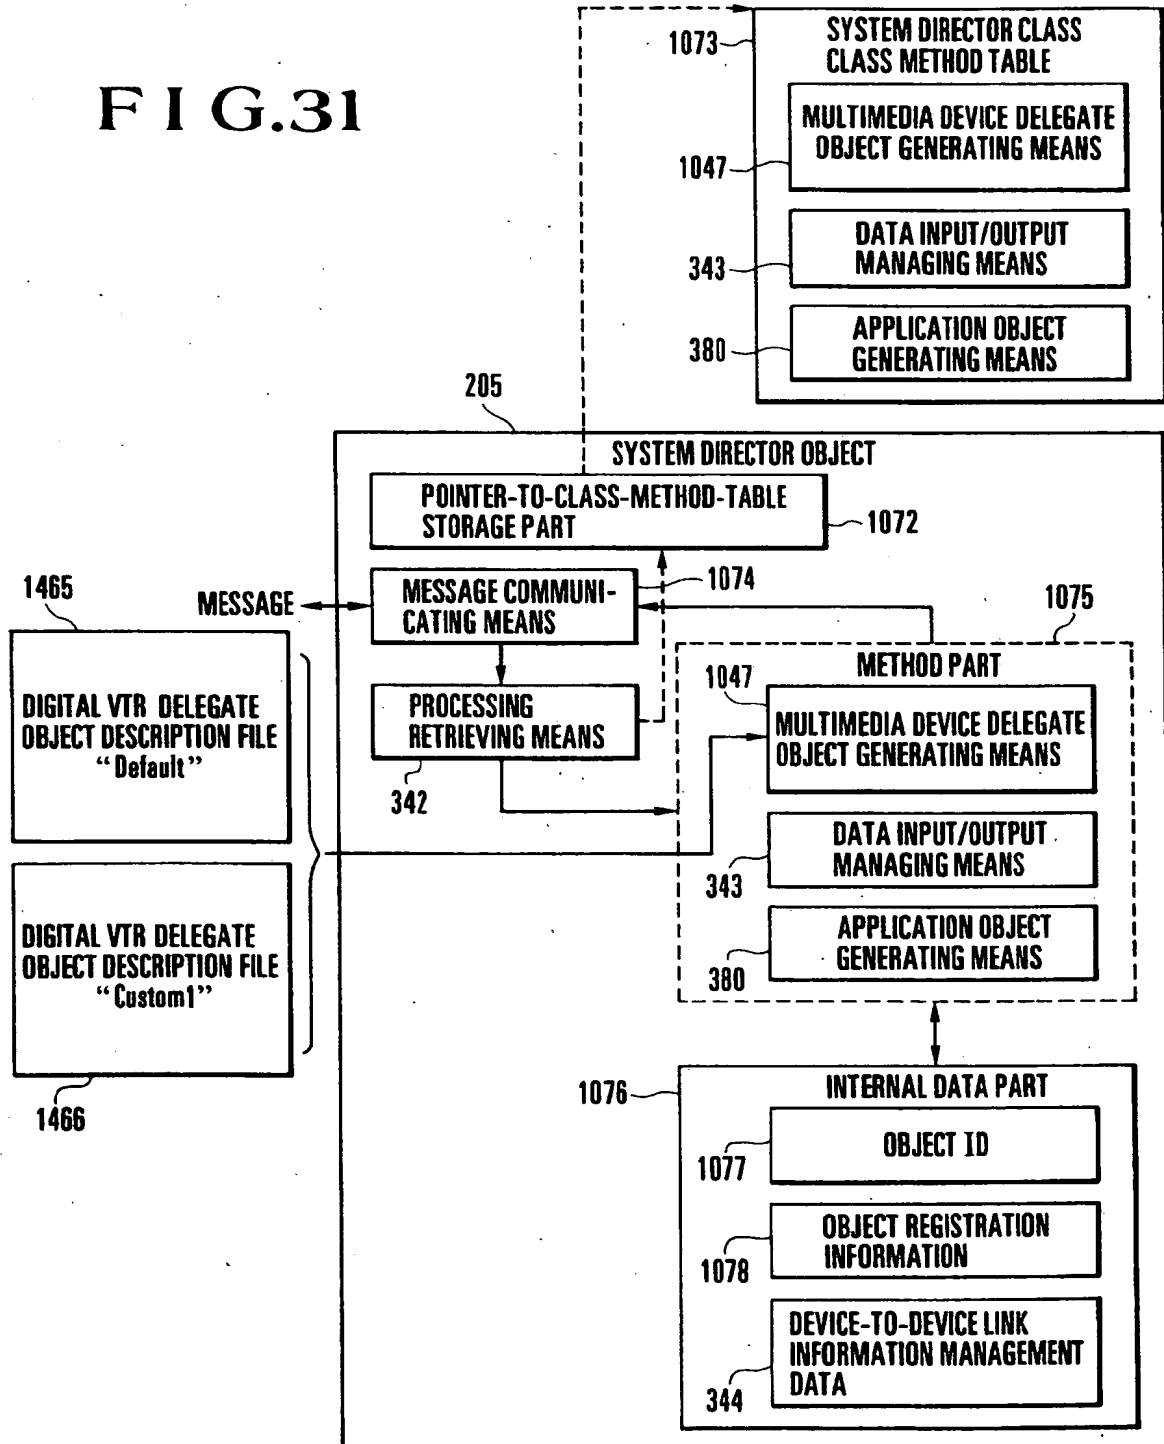 FIG.31
1073
SYSTEM DIRECTOR CLASS
CLASS METHOD TABLE
MULTIMEDIA DEVICE DELEGATE
OBJECT GENERATING MEANS
1047
DATA INPUT/OUTPUT
MANAGING MEANS
343
APPLICATION OBJECT
GENERATING MEANS
380
205
SYSTEM DIRECTOR OBJECT
POINTER-TO-CLASS-METHOD-TABLE
STORAGE PART
1072
1074
MESSAGE
MESSAGE COMMUNI-
CATING MEANS
1465
DIGITAL VTR DELEGATE
OBJECT DESCRIPTION FILE
“Default”
PROCESSING
RETRIEVING MEANS
342
1075
METHOD PART
1047
MULTIMEDIA DEVICE DELEGATE
OBJECT GENERATING MEANS
DATA INPUT/OUTPUT
MANAGING MEANS
343
APPLICATION OBJECT
GENERATING MEANS
380
DIGITAL VTR DELEGATE
OBJECT DESCRIPTION FILE
“Custom1”
1466
1076
INTERNAL DATA PART
OBJECT ID
1077
OBJECT REGISTRATION
INFORMATION
1078
DEVICE-TO-DEVICE LINK
INFORMATION MANAGEMENT
DATA
344